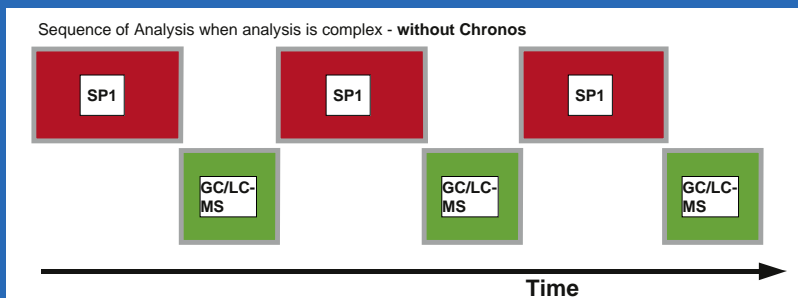 Sequence of Analysis when analysis is complex - without Chronos
SP1
SP1
SP1
GC/LC-
MS
GC/LC-
MS
GC/LC-
MS
Time